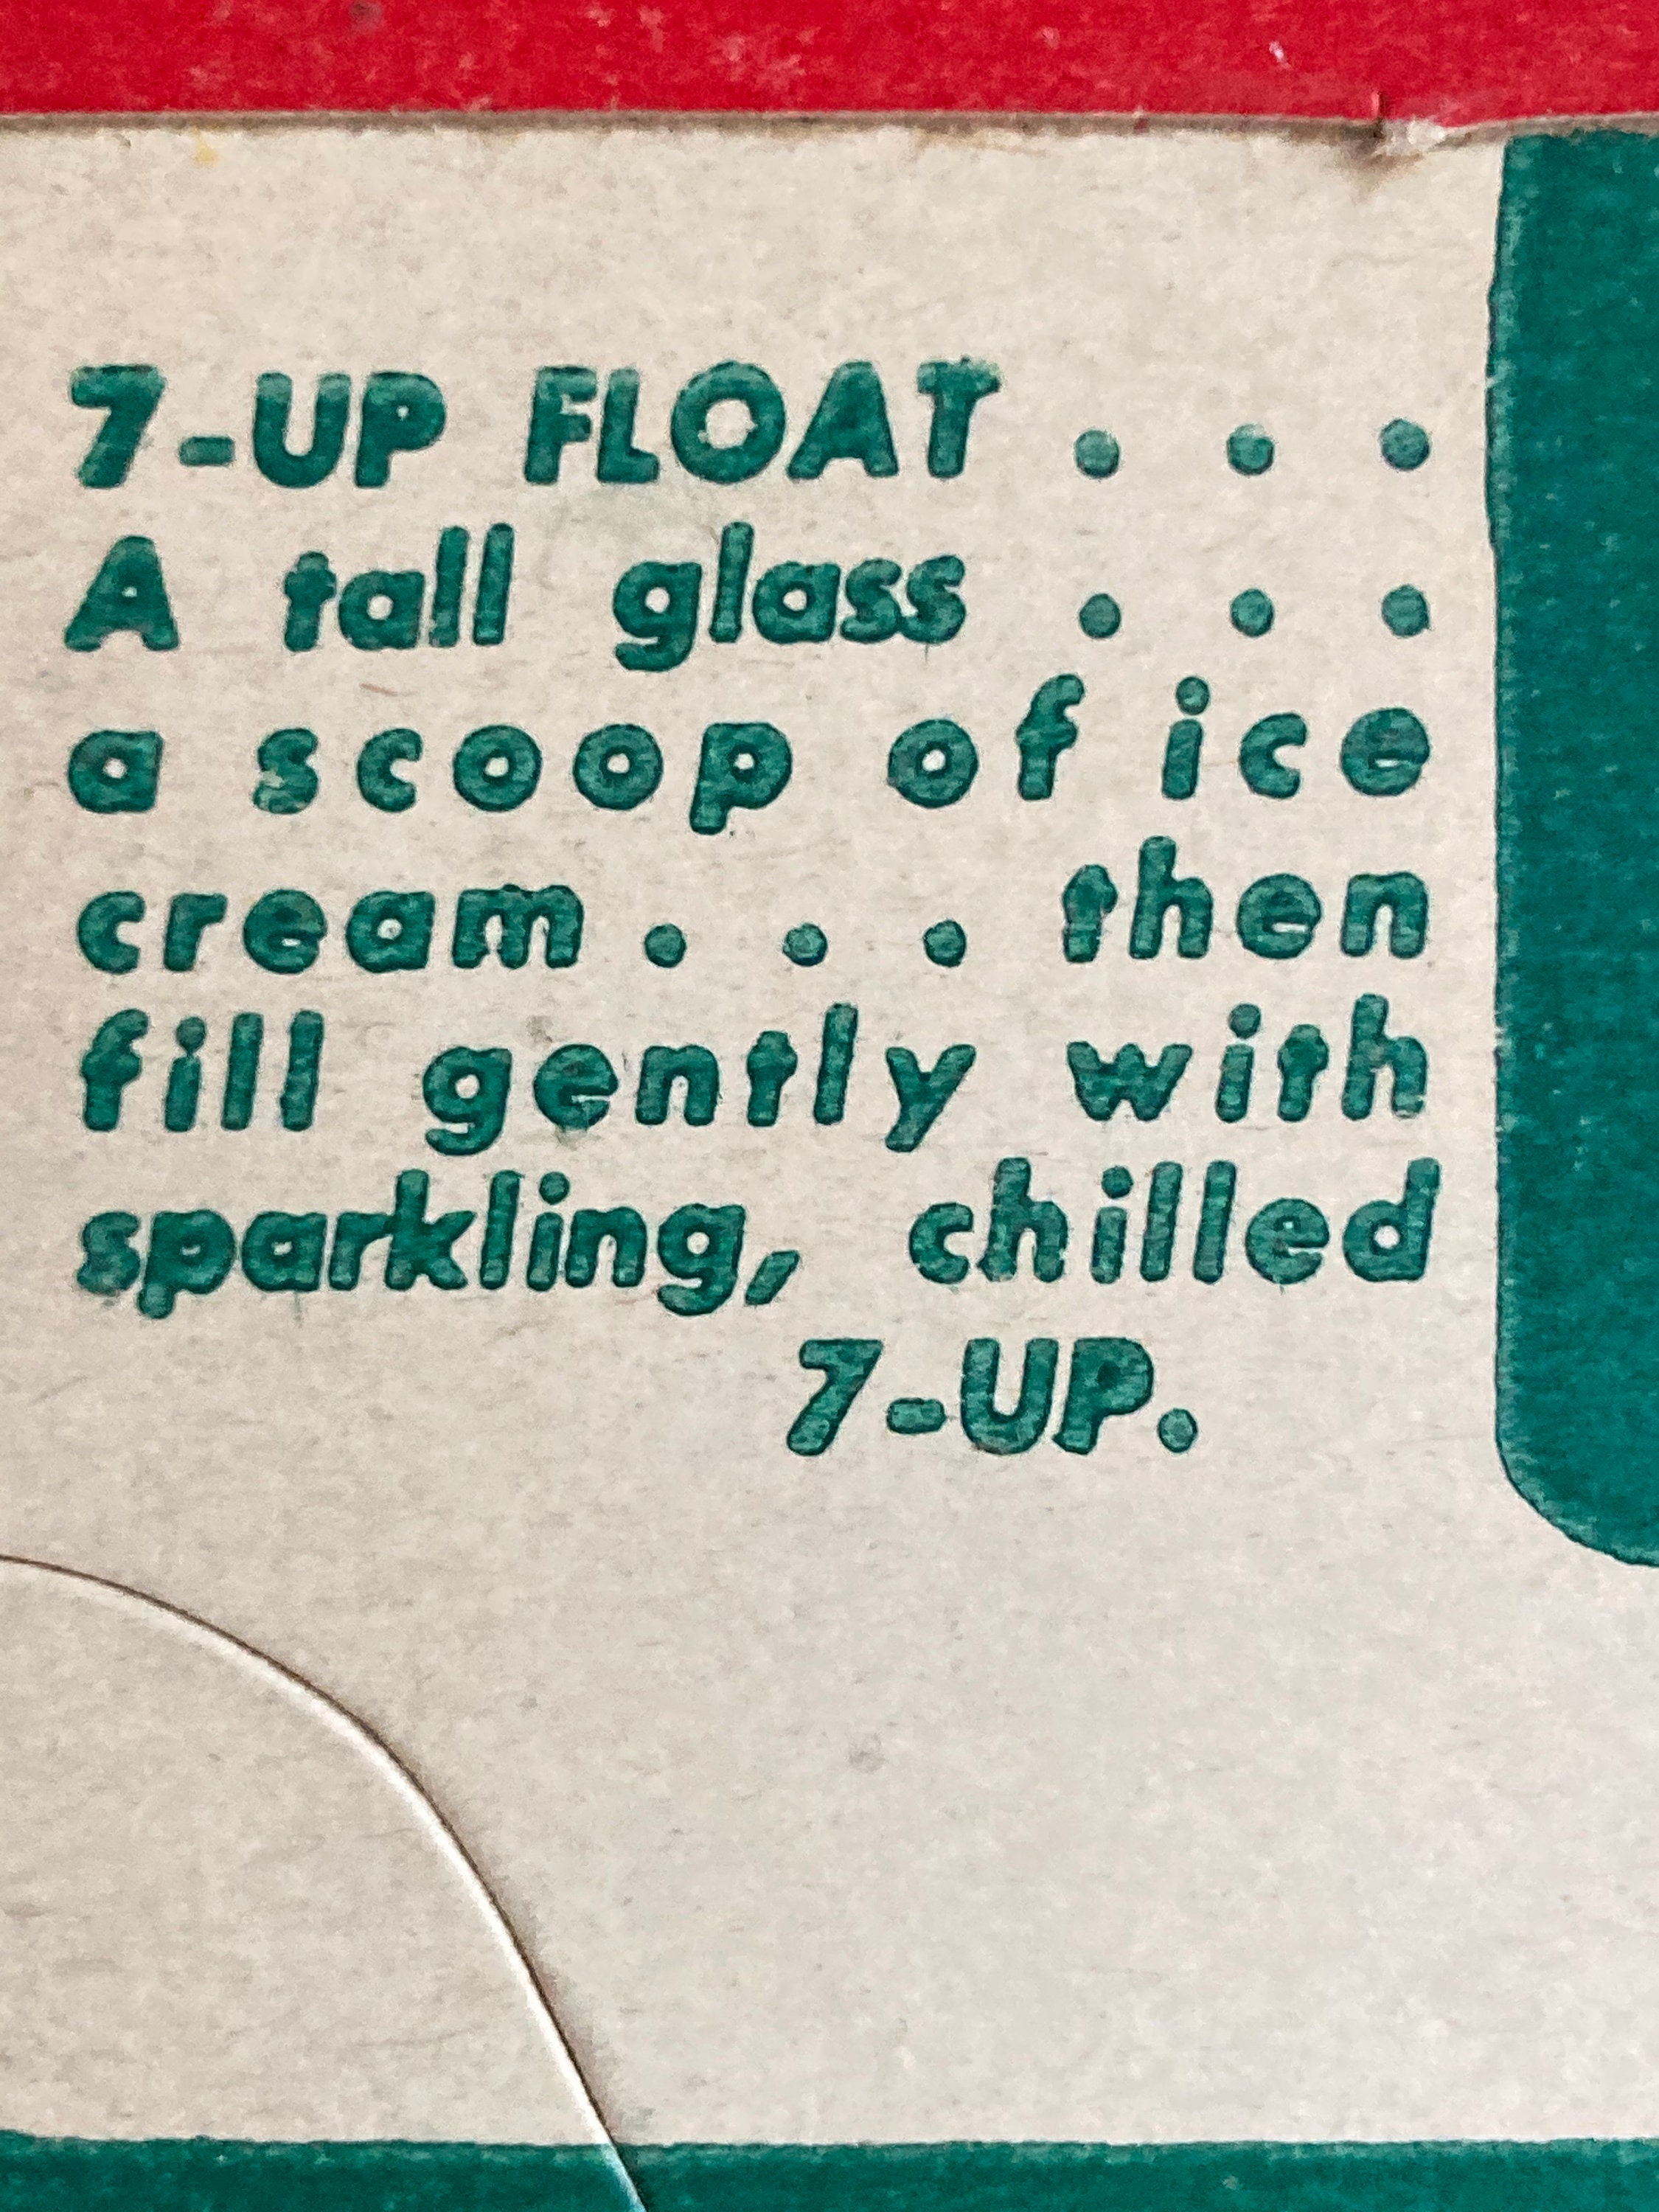 7-UP FLOAT . . .
A tall glass . . .
a scoop of ice
cream . . . then
fill gently with
sparkling, chilled
7-UP.